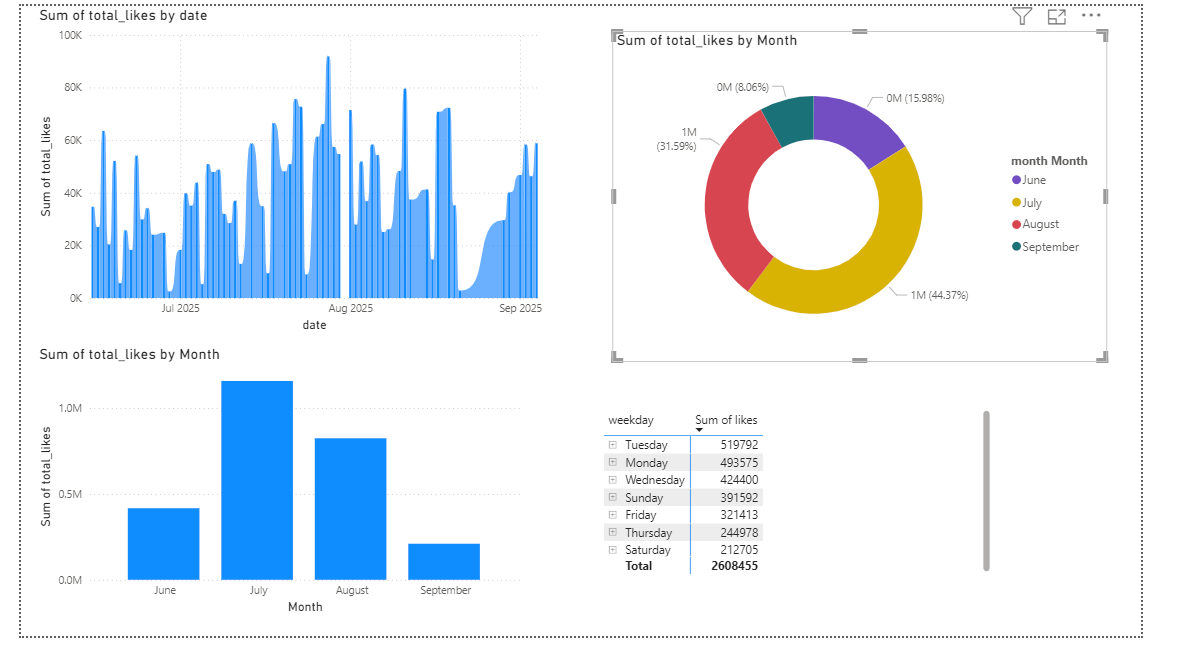 Sum of total_likes by date
100K
80K
60K
40K
20K
0K
Sum of total_likes
Jul 2025
Aug 2025
Sep 2025
date
Sum of total_likes by Month
0M (8.06%)
0M (15.98%)
1M
(31.59%)
1M (44.37%)
month Month
June
July
August
September
Sum of total_likes by Month
1.0M
0.5M
0.0M
Sum of total_likes
June
July
August
September
Month
weekday Sum of likes
Tuesday 519792
Monday 493575
Wednesday 424400
Sunday 391592
Friday 321413
Thursday 244978
Saturday 212705
Total 2608455